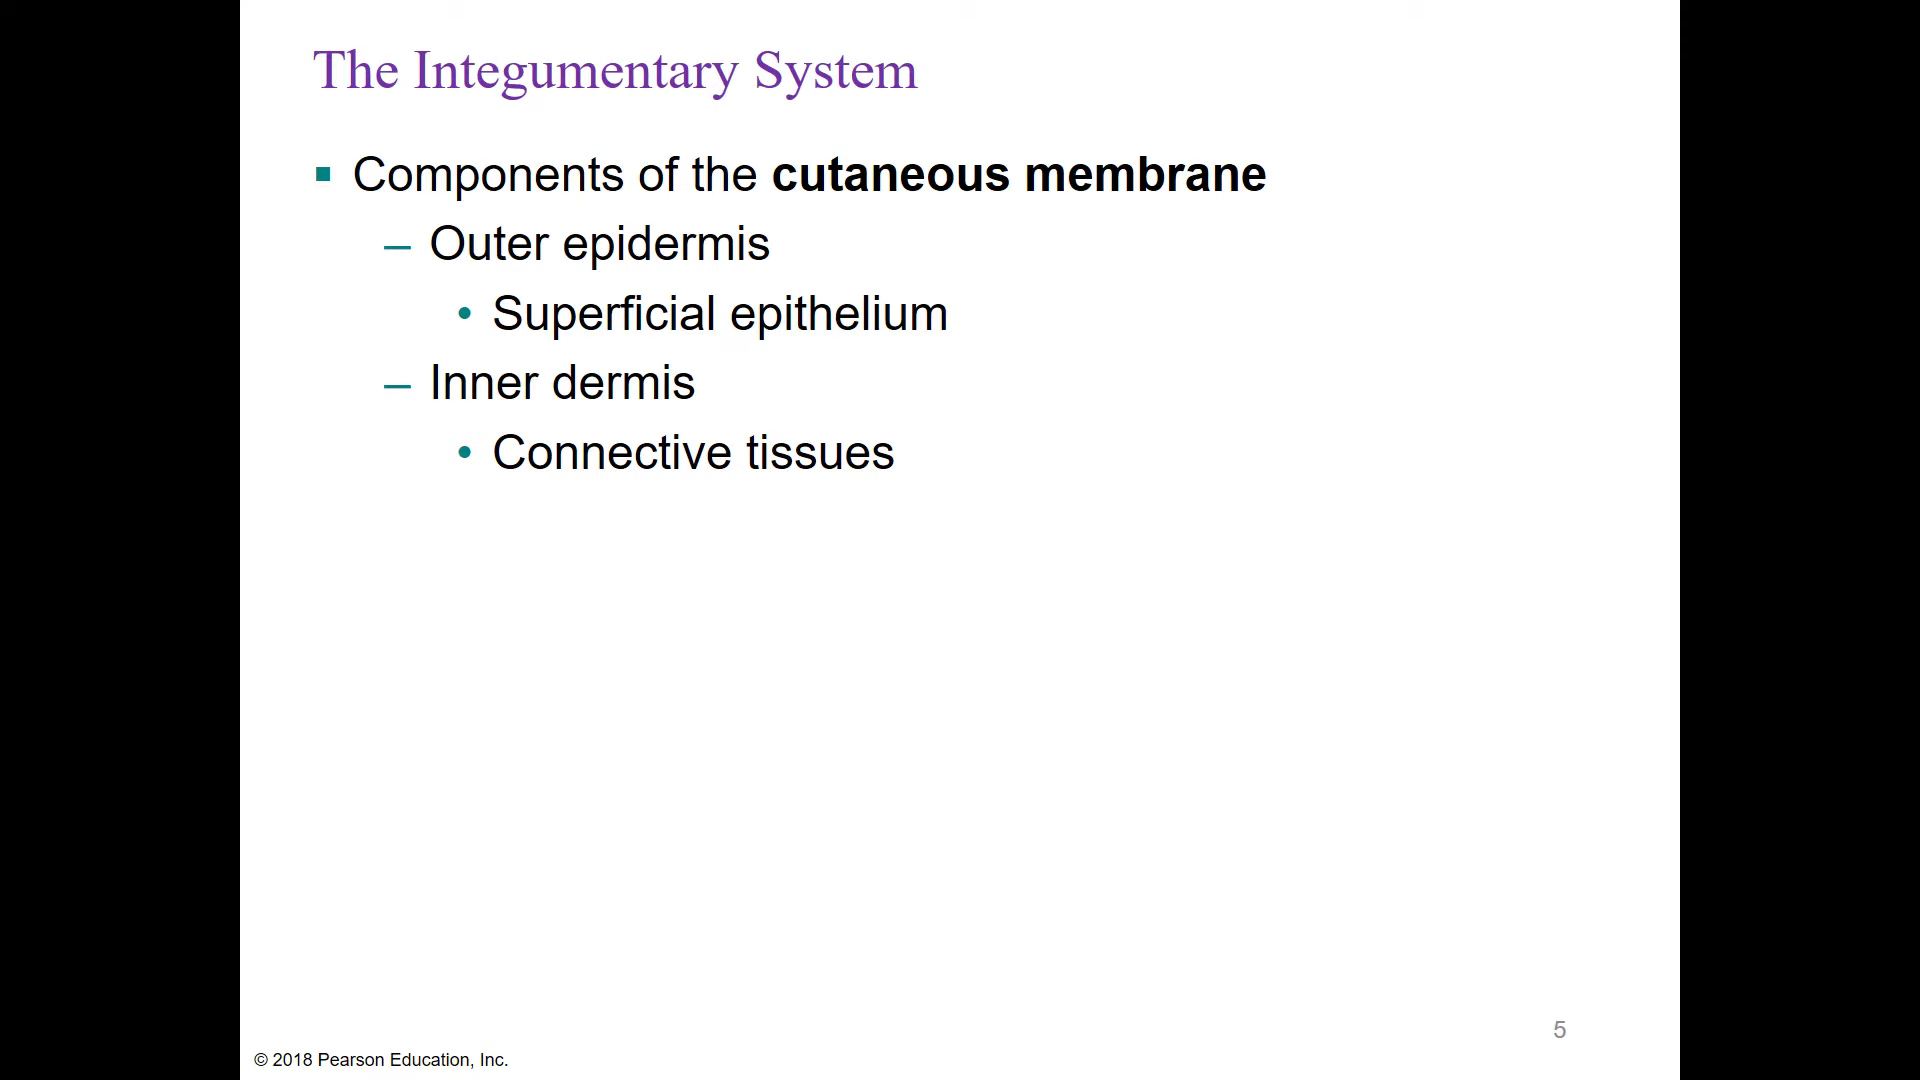 The Integumentary System
▪ Components of the cutaneous membrane
– Outer epidermis
• Superficial epithelium
– Inner dermis
• Connective tissues
5
© 2018 Pearson Education, Inc.